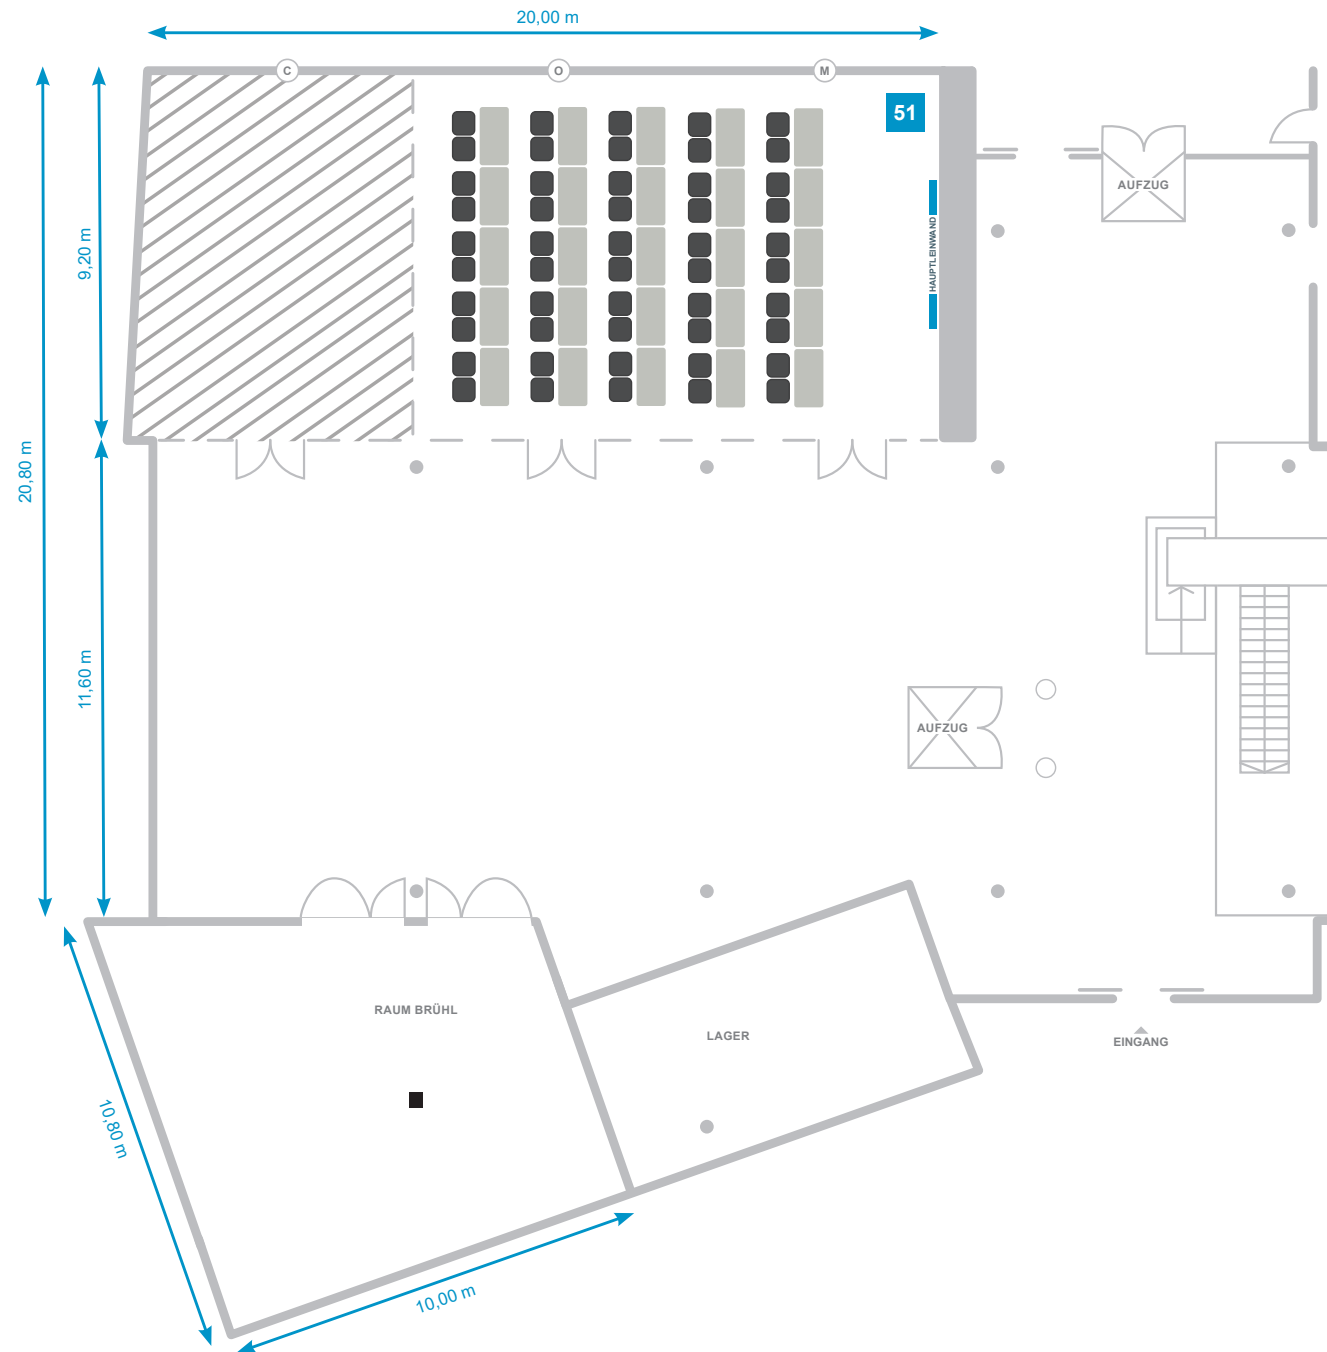 20,00 m
C
O
M
51
AUFZUG
9,20 m
HAUPTLEINWAND
20,80 m
11,60 m
AUFZUG
RAUM BRÜHL
LAGER
EINGANG
10,80 m
10,00 m